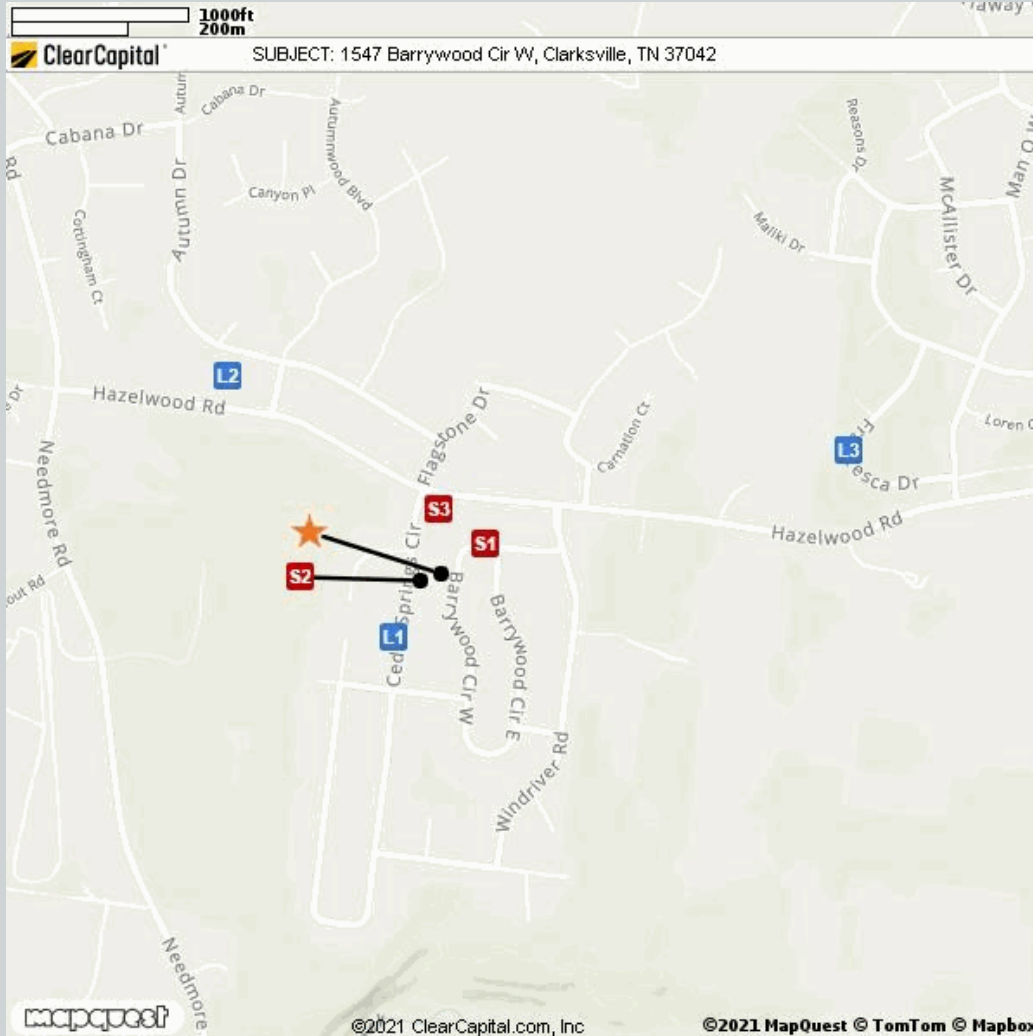 1000ft
200m
ClearCapital
SUBJECT: 1547 Barrywood Cir W, Clarksville, TN 37042
Cabana Dr
Cabana Dr
Autumnwood Blvd
Reasons Dr
Rd
Autumn Dr
Canyon Pl
McAllister Dr
Cottingham Ct
Maliki Dr
L2
Hazelwood Rd
Dr
Flagstone Dr
Carnation Ct
L3
Needmore Rd
S3
Hazelwood Rd
S1
S2
Barrywood Cir W
Barrywood Cir E
L1
Windriver Rd
Needmore
mapquest
©2021 ClearCapital.com, Inc
©2021 MapQuest © TomTom © Mapbox